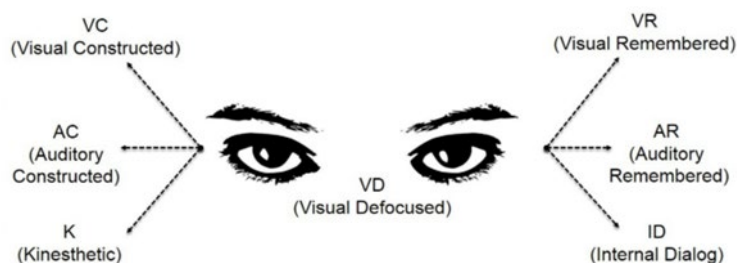 VC
(Visual Constructed)
AC
(Auditory
Constructed)
K
(Kinesthetic)
VD
(Visual Defocused)
VR
(Visual Remembered)
AR
(Auditory
Remembered)
ID
(Internal Dialog)